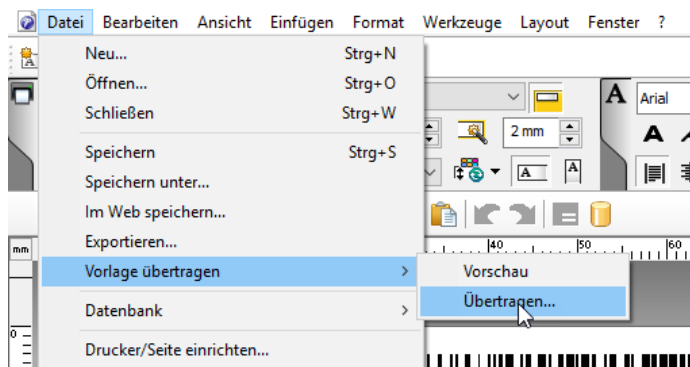 Datei Bearbeiten Ansicht Einfügen Format Werkzeuge Layout Fenster ?
Neu... Strg+N
Öffnen... Strg+O
Schließen Strg+W
Speichern Strg+S
Speichern unter...
Im Web speichern...
Exportieren...
Vorlage übertragen >
Datenbank >
Drucker/Seite einrichten...
Vorschau
Übertragen...
A Arial
2 mm A
A A
mm 40 50 60
0